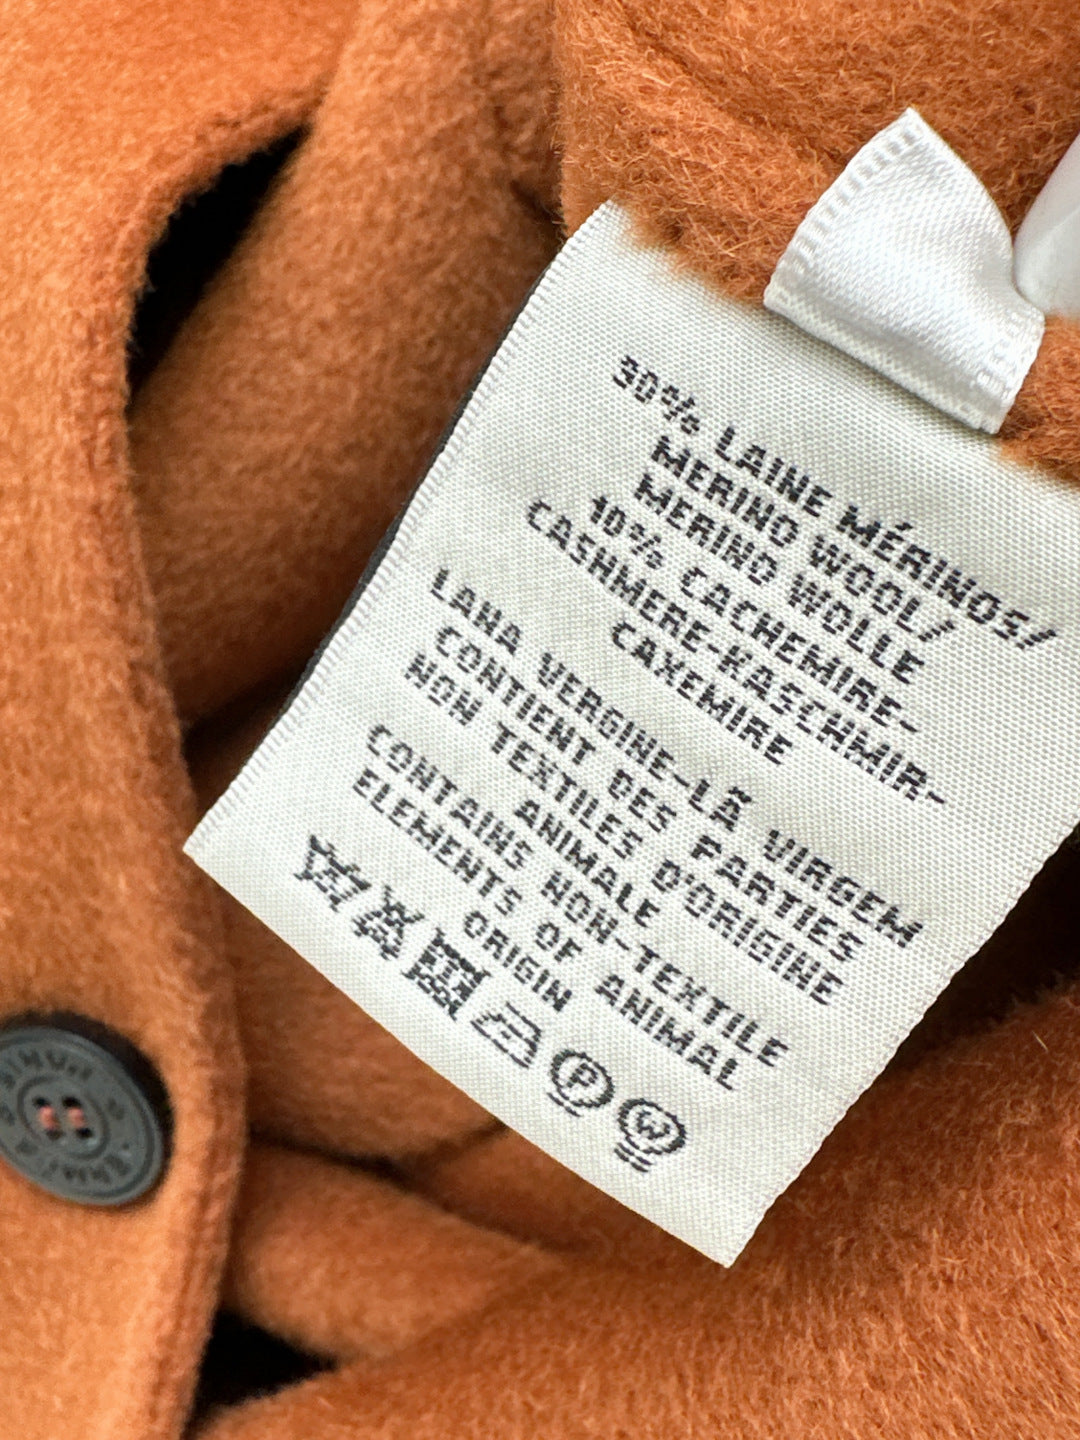 90% LAINE MÉRINOS/
MERINO WOOL/
MERINO WOLLE
10% CACHEMIRE-
CASHMERE-KASCHMIR-
CAXEMIRE
LANA VERGINE-LÃ VIRGEM
CONTIENT DES PARTIES
NON TEXTILES D'ORIGINE
ANIMALE
CONTAINS NON-TEXTILE
ELEMENTS OF ANIMAL
ORIGIN
P W